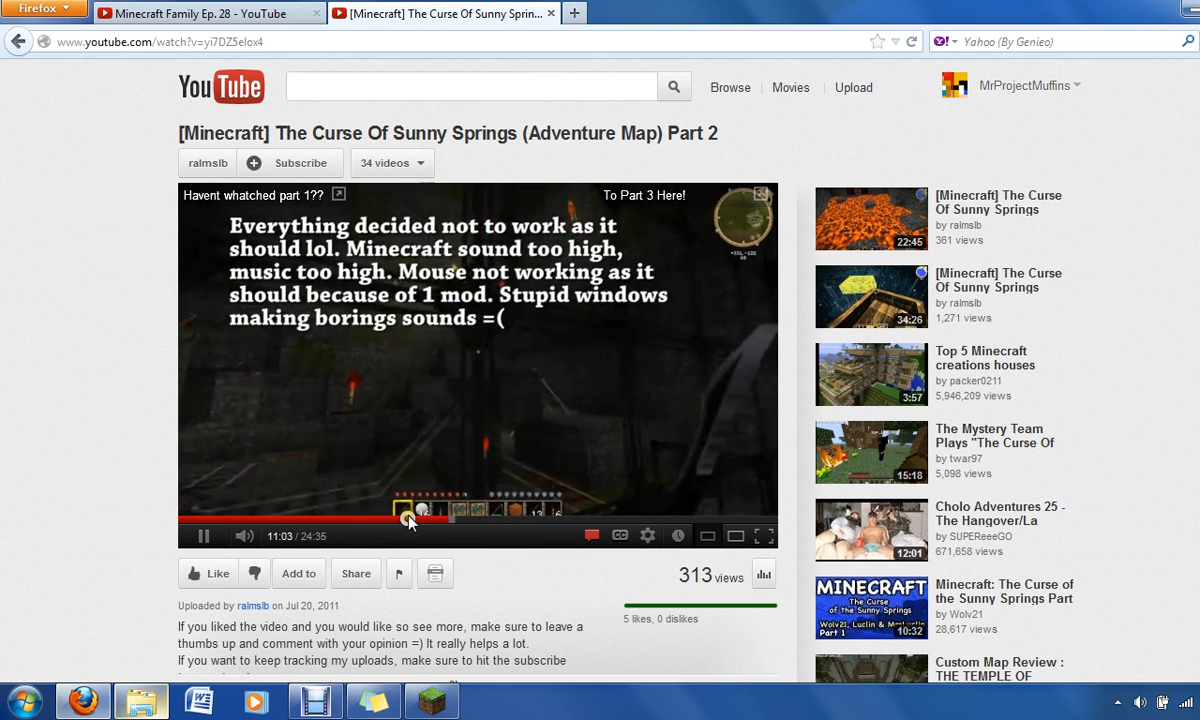 Firefox
Minecraft Family Ep. 28 - YouTube
[Minecraft] The Curse Of Sunny Sprin...
www.youtube.com/watch?v=yi7DZ5elox4
Yahoo (By Genieo)
YouTube
Browse
Movies
Upload
MrProjectMuffins
[Minecraft] The Curse Of Sunny Springs (Adventure Map) Part 2
ralmslb
Subscribe
34 videos
Havent whatched part 1??
To Part 3 Here!
Everything decided not to work as it
should lol. Minecraft sound too high,
music too high. Mouse not working as it
should because of 1 mod. Stupid windows
making borings sounds =(
11:03 / 24:35
CC
Like
Add to
Share
313 views
Uploaded by ralmslb on Jul 20, 2011
5 likes, 0 dislikes
If you liked the video and you would like so see more, make sure to leave a
thumbs up and comment with your opinion =) It really helps a lot.
If you want to keep tracking my uploads, make sure to hit the subscribe
[Minecraft] The Curse
Of Sunny Springs
by ralmslb
361 views
22:45
[Minecraft] The Curse
Of Sunny Springs
by ralmslb
1,271 views
34:26
Top 5 Minecraft
creations houses
by packer0211
5,946,209 views
3:57
The Mystery Team
Plays "The Curse Of
by twar97
5,098 views
15:18
Cholo Adventures 25 -
The Hangover/La
by SUPEReeeGO
671,658 views
12:01
Minecraft: The Curse of
the Sunny Springs Part
by Wolv21
28,617 views
MINECRAFT
The Curse
of the Sunny Springs
Part 1
10:32
Custom Map Review :
THE TEMPLE OF